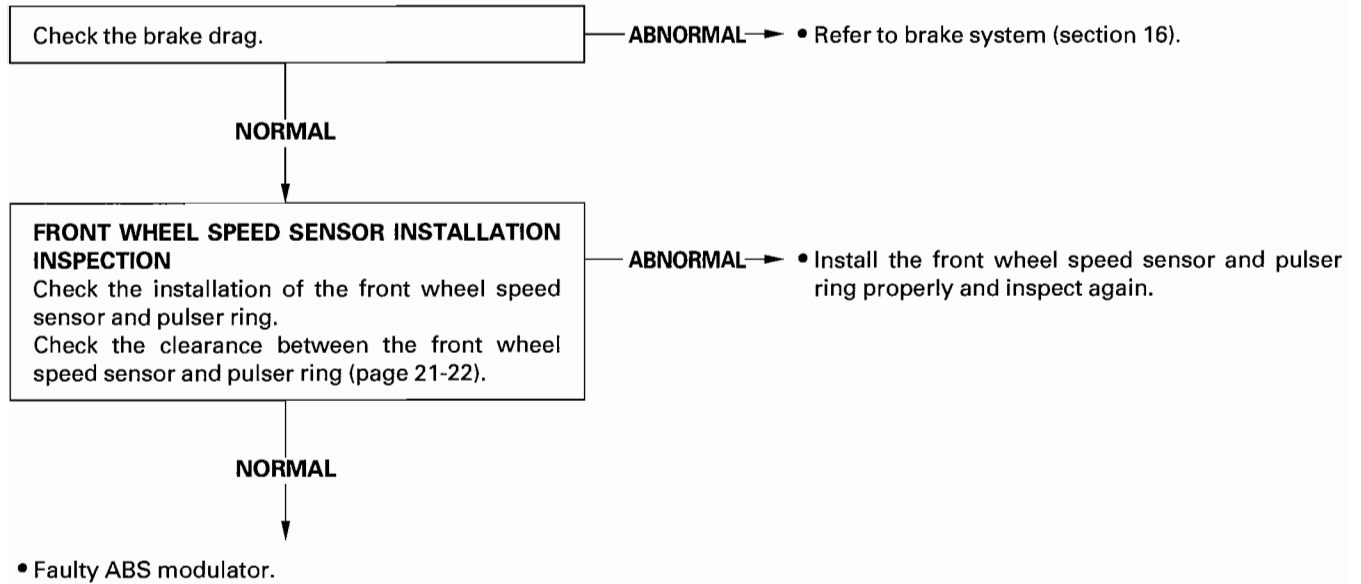 Check the brake drag.
ABNORMAL
• Refer to brake system (section 16).
NORMAL
FRONT WHEEL SPEED SENSOR INSTALLATION
INSPECTION
Check the installation of the front wheel speed
sensor and pulser ring.
Check the clearance between the front wheel
speed sensor and pulser ring (page 21-22).
ABNORMAL
• Install the front wheel speed sensor and pulser
ring properly and inspect again.
NORMAL
• Faulty ABS modulator.